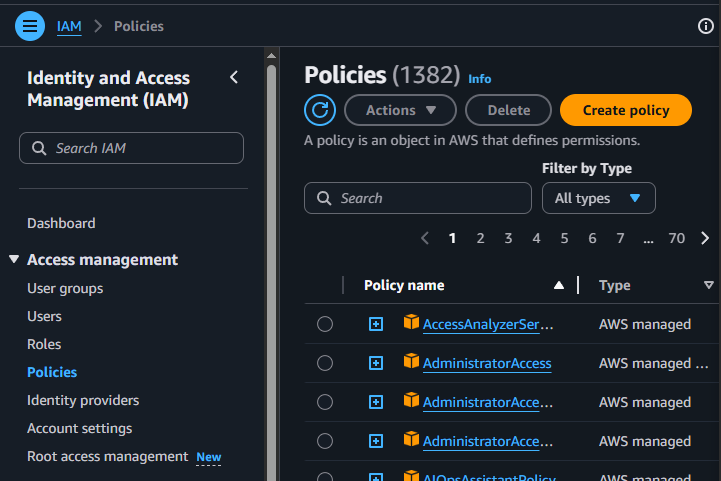 IAM > Policies
Identity and Access
Management (IAM)
Search IAM
Dashboard
Access management
User groups
Users
Roles
Policies
Identity providers
Account settings
Root access management New
Policies (1382) Info
Actions Delete Create policy
A policy is an object in AWS that defines permissions.
Filter by Type
Search All types
1 2 3 4 5 6 7 ... 70
Policy name Type
AccessAnalyzerSer... AWS managed
AdministratorAccess AWS managed ...
AdministratorAcce... AWS managed
AdministratorAcce... AWS managed
AIOpsAssistantPolicy AWS managed